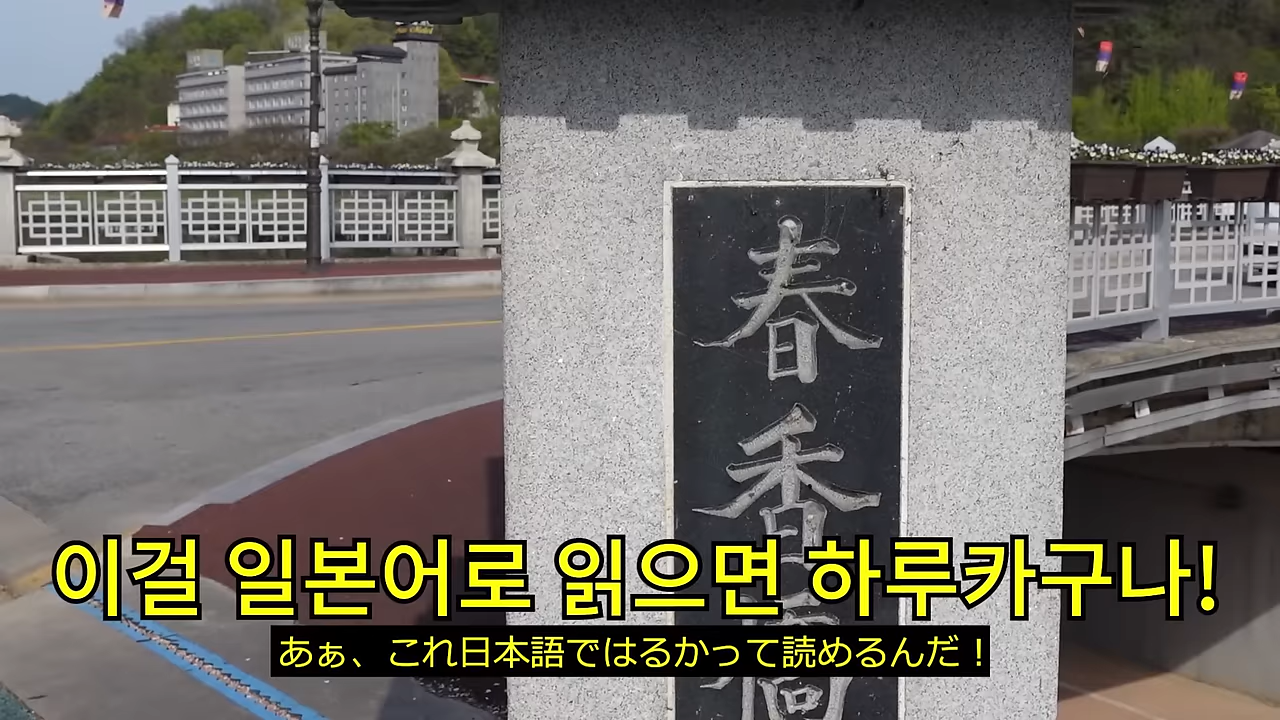 春
香
橋
이걸 일본어로 읽으면 하루카구나!
あぁ、これ日本語ではるかって読めるんだ！